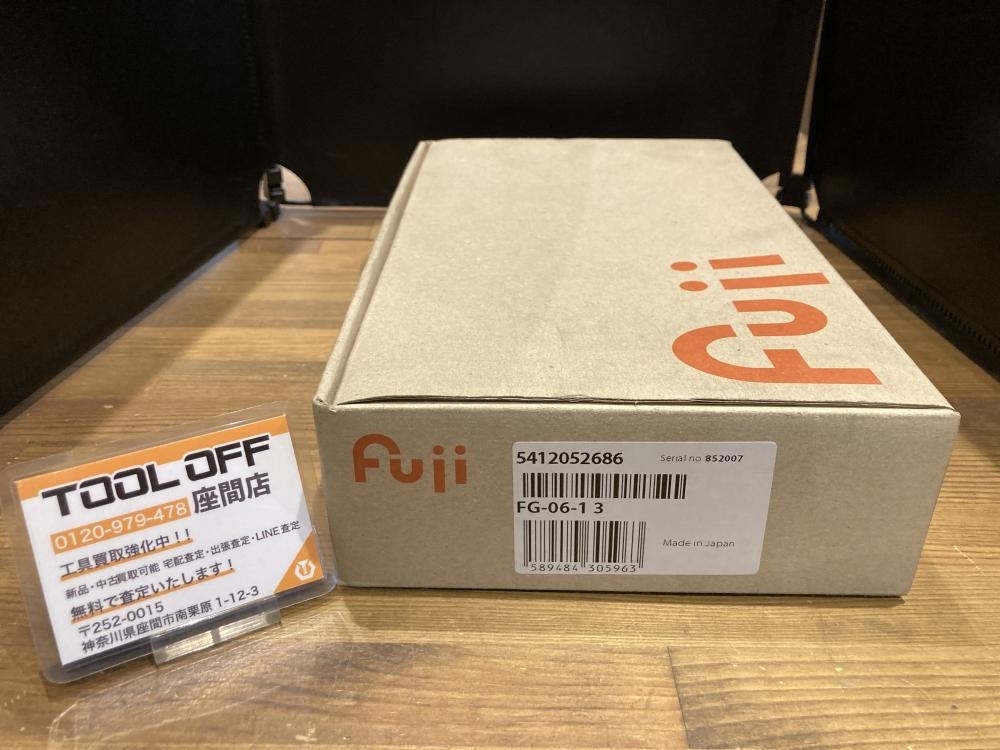 TOOL OFF
0120-979-478 座間店
工具買取強化中!!
新品・中古買取可能 宅配査定・出張査定・LINE査定
無料で査定いたします!
〒252-0015
神奈川県座間市南栗原1-12-3
Fuji
Fuji
5412052686 Serial no 852007
FG-06-1 3
Made in Japan
589484 305963